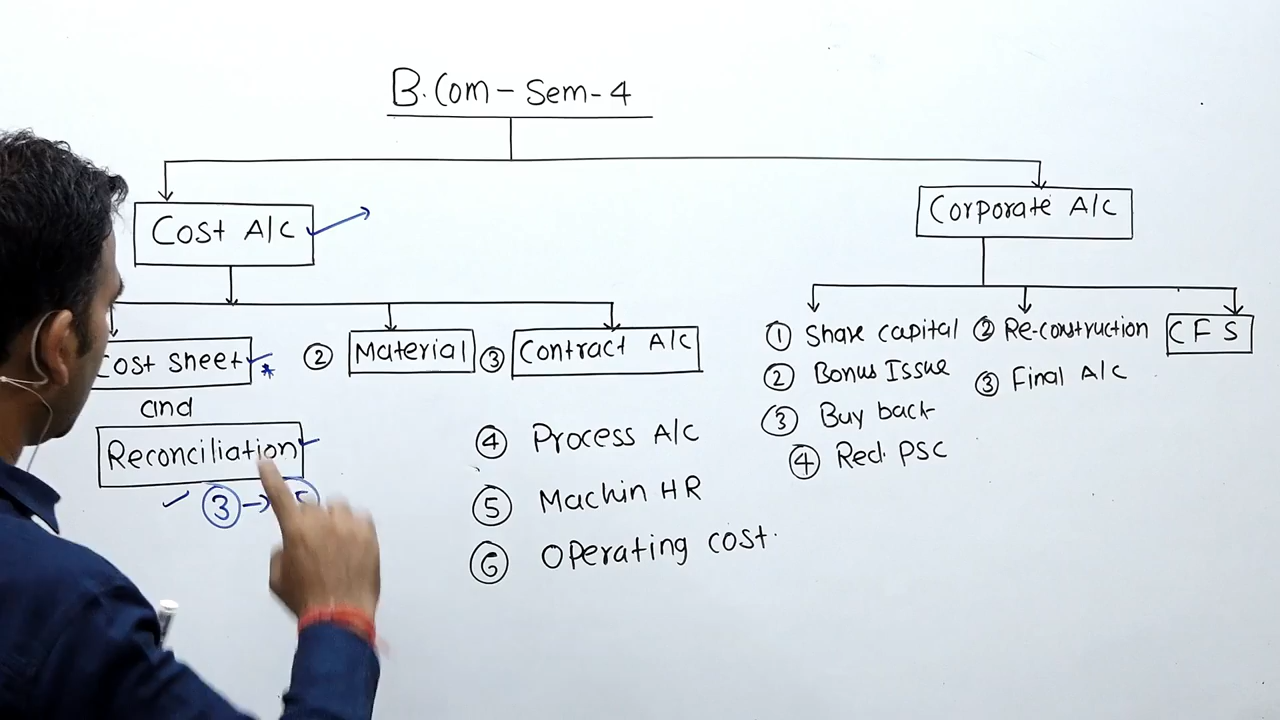 B.Com - Sem-4
Cost A/c
Corporate A/c
Cost Sheet
and
Reconciliation
③ →
② Material
③ Contract A/c
④ Process A/c
⑤ Machin HR
⑥ Operating cost.
① Share capital
② Bonus Issue
③ Buy back
④ Red. PSC
② Re-construction
③ Final A/c
CFS